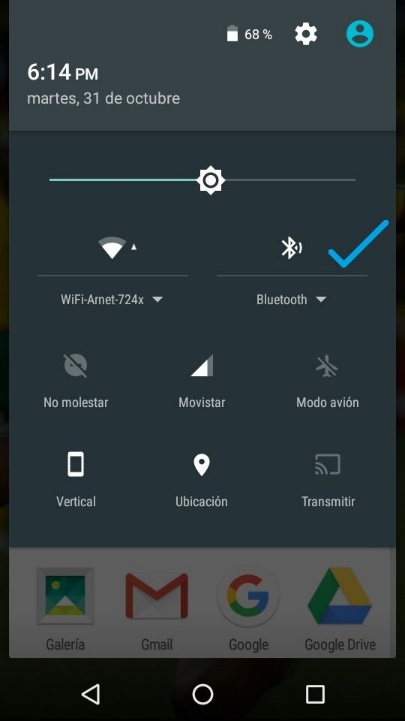 68 %
6:14 PM
martes, 31 de octubre
WiFi-Arnet-724x
Bluetooth
No molestar
Movistar
Modo avión
Vertical
Ubicación
Transmitir
Galería
Gmail
Google
Google Drive